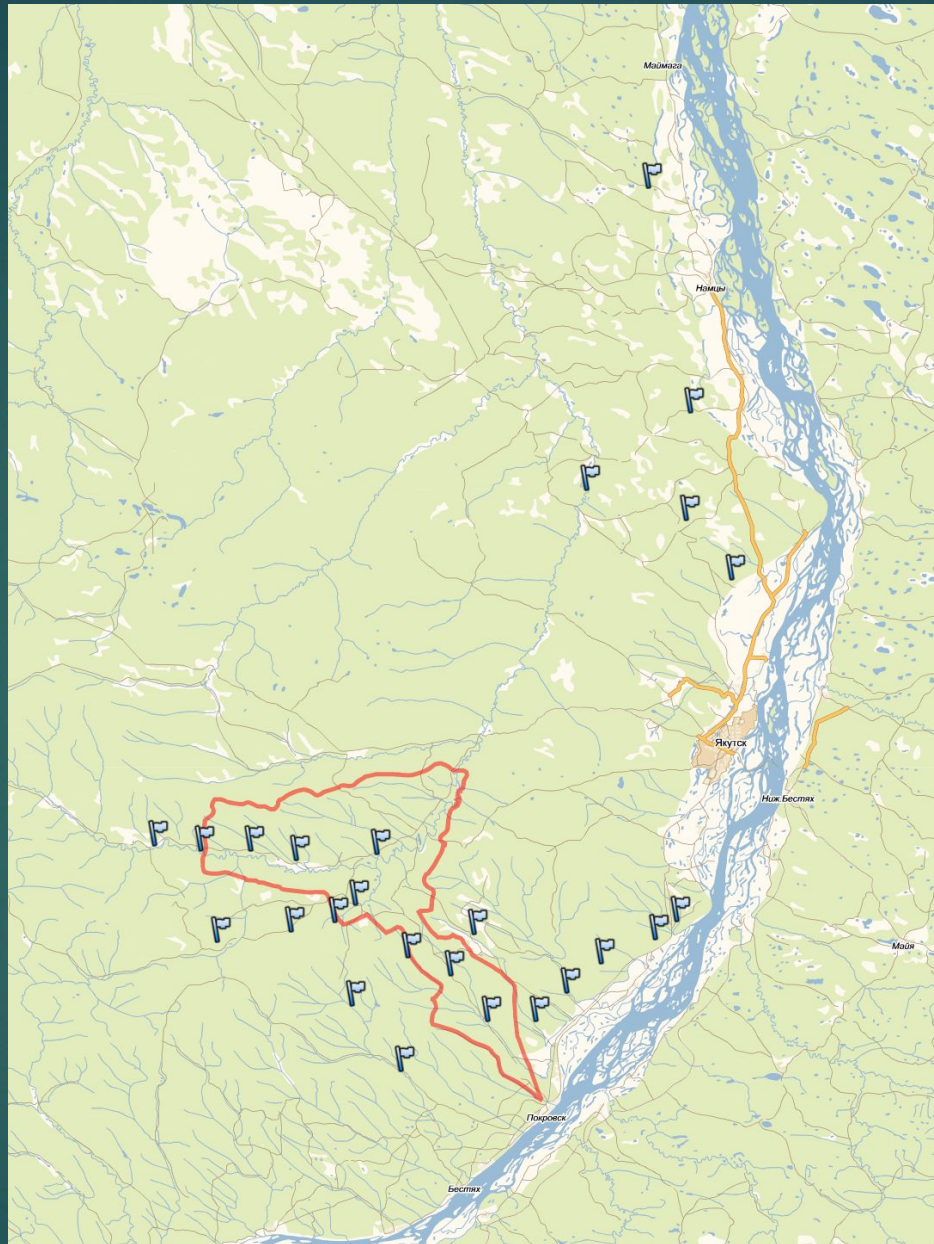 Маймага
Намцы
Якутск
Ниж.Бестях
Майя
Покровск
Бестях